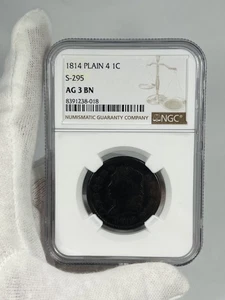 1814 PLAIN 4 1C
S-295
AG 3 BN
8391238-018
NUMISMATIC GUARANTY COMPANY
NGC